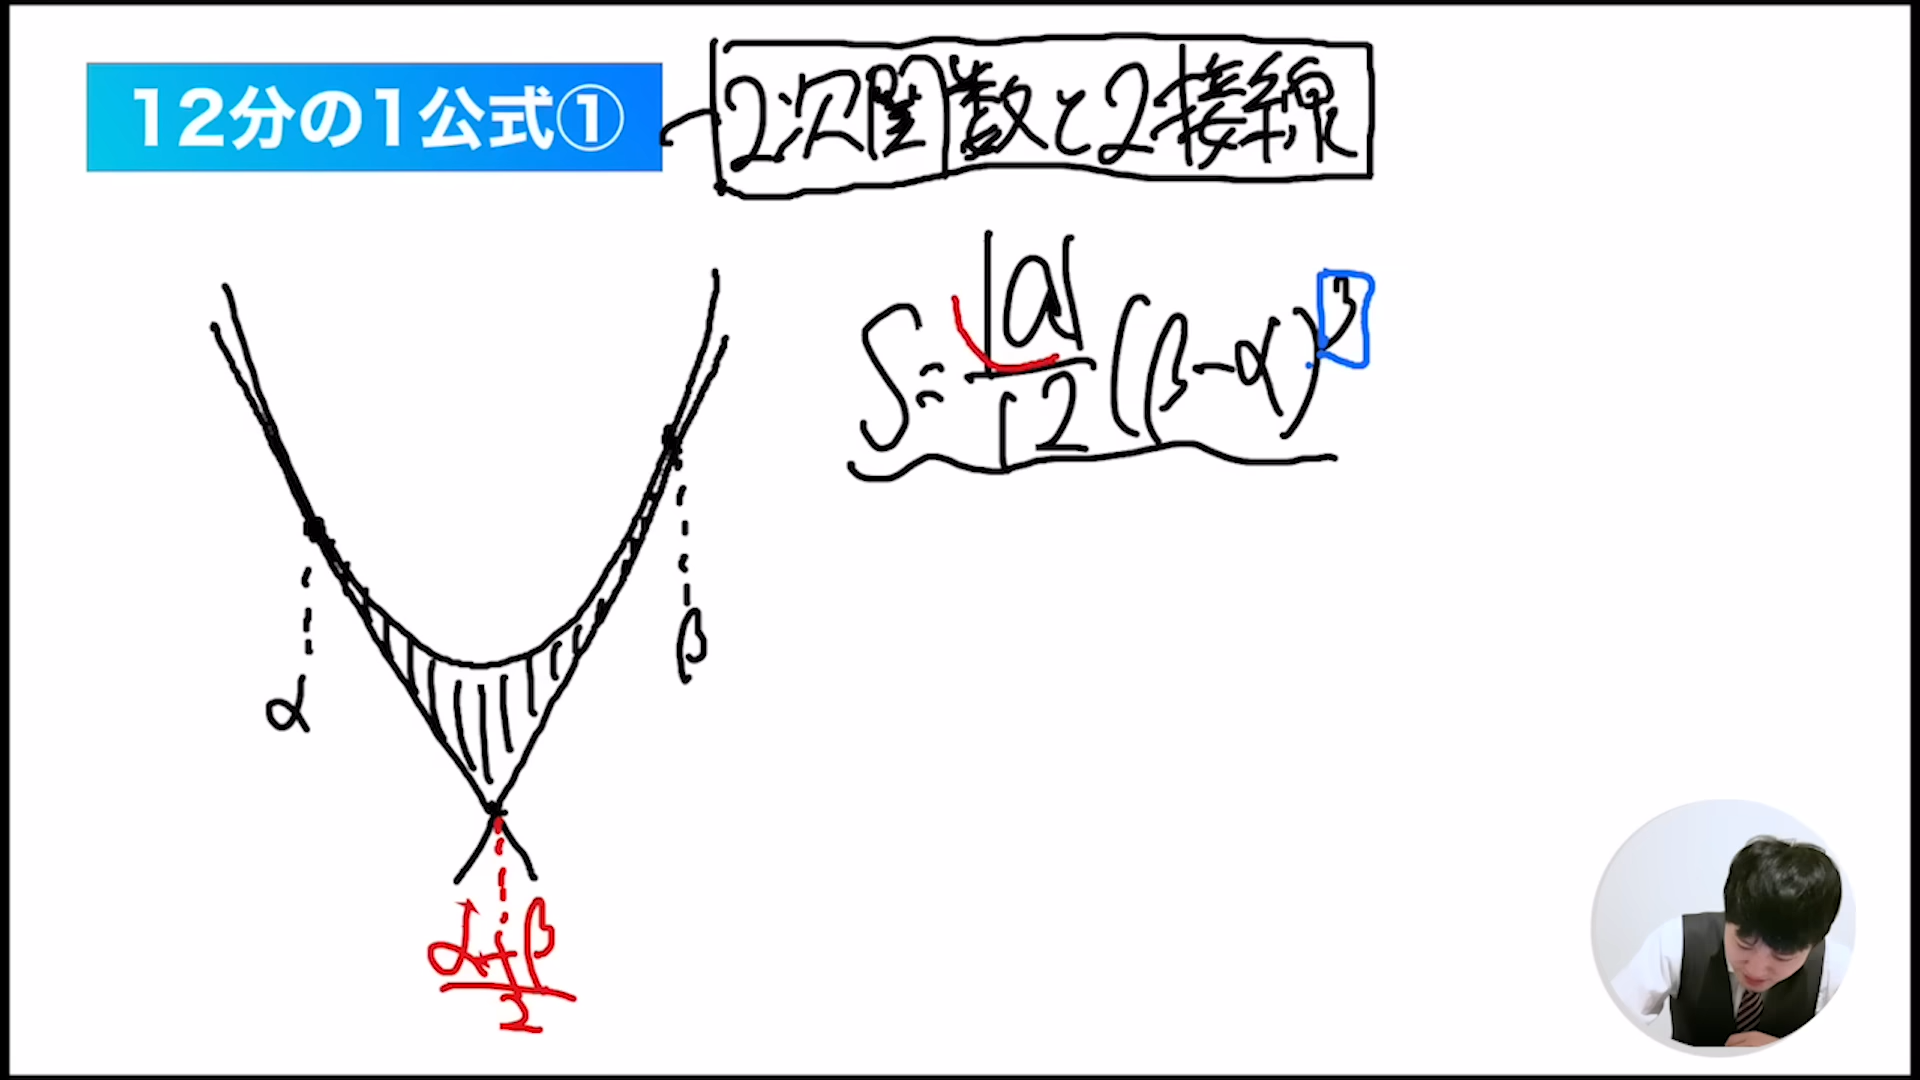 12分の1公式①
2次関数と2接線
S=|a|/12(β-α)³
β
α
α+β/2